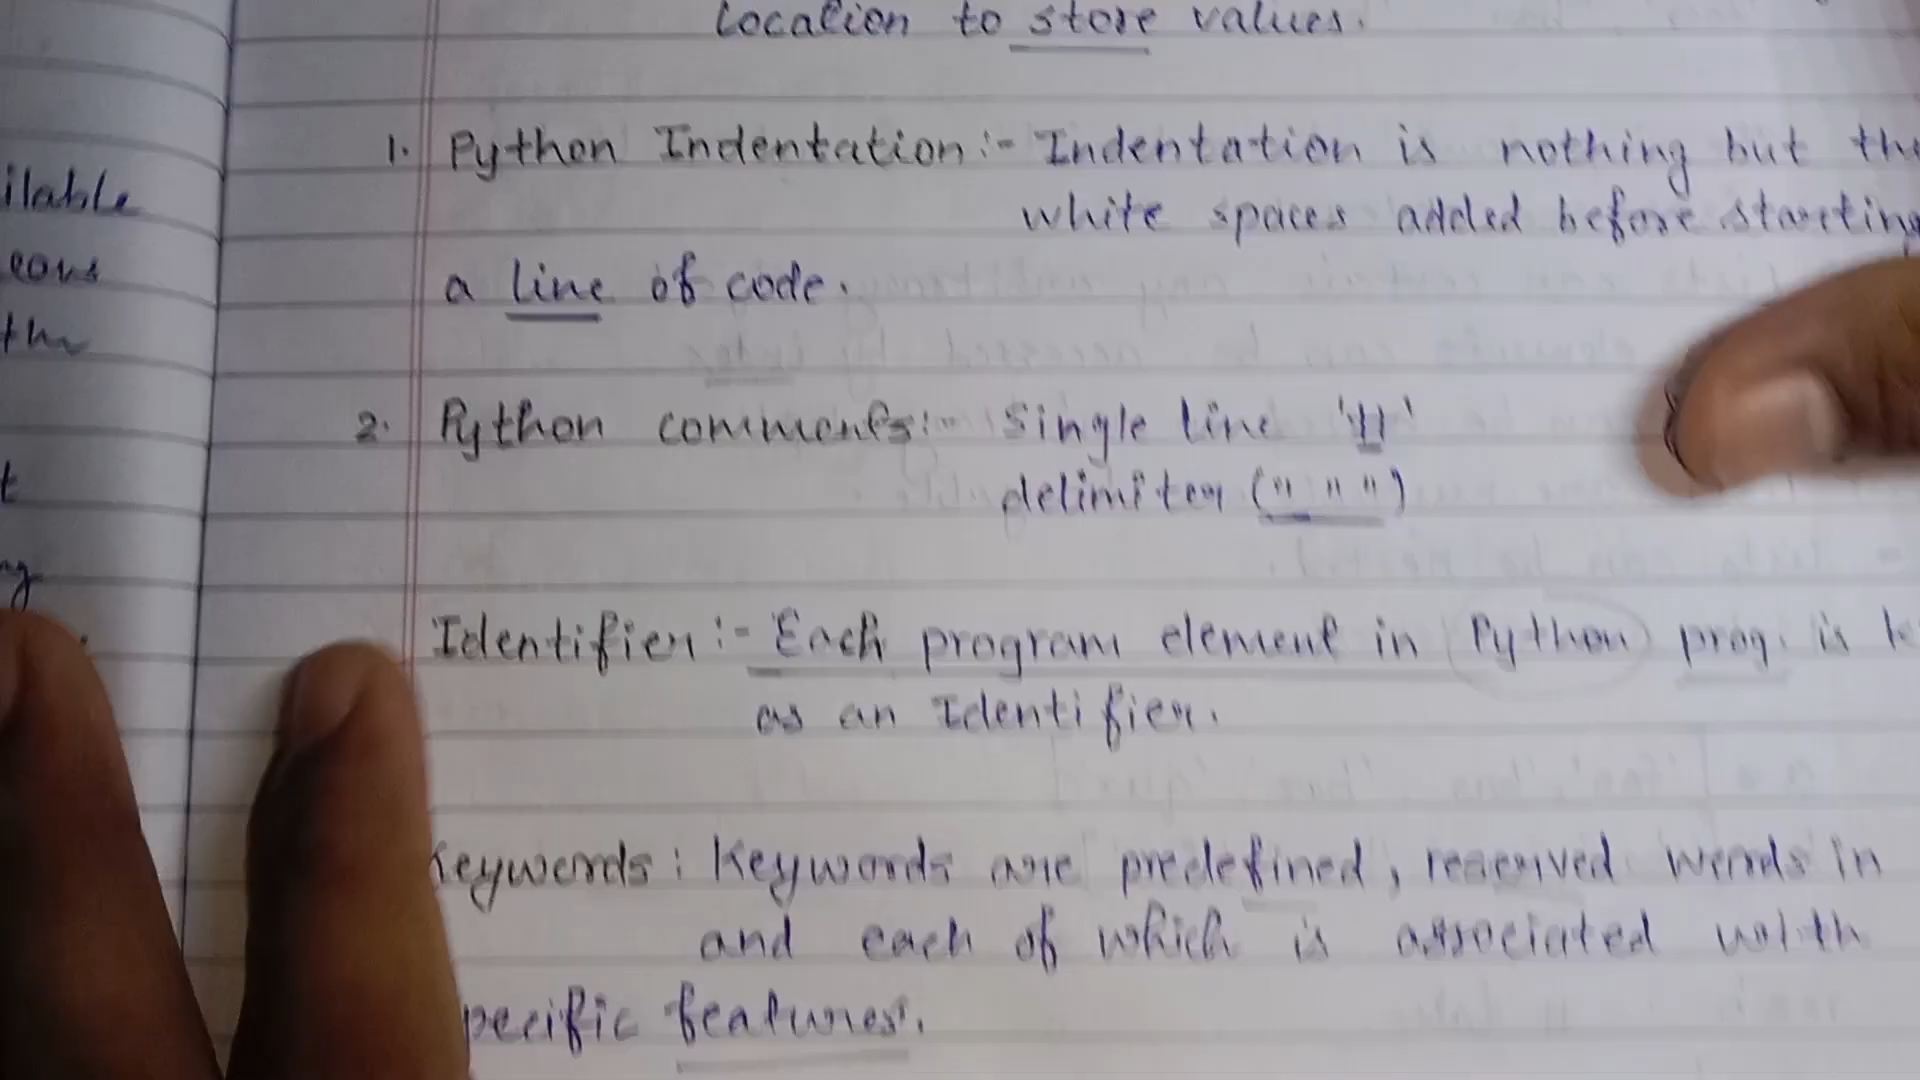 location to store values.
1. Python Indentation :- Indentation is nothing but the
white spaces added before starting
a line of code.
2. Python comments :- Single line '#'
delimiter (" " ")
Identifier :- Each program element in Python prog. is
as an Identifier.
Keywords : Keywords are predefined, reserved words in
and each of which is associated with
pecific features.
ilable
eous
the
t